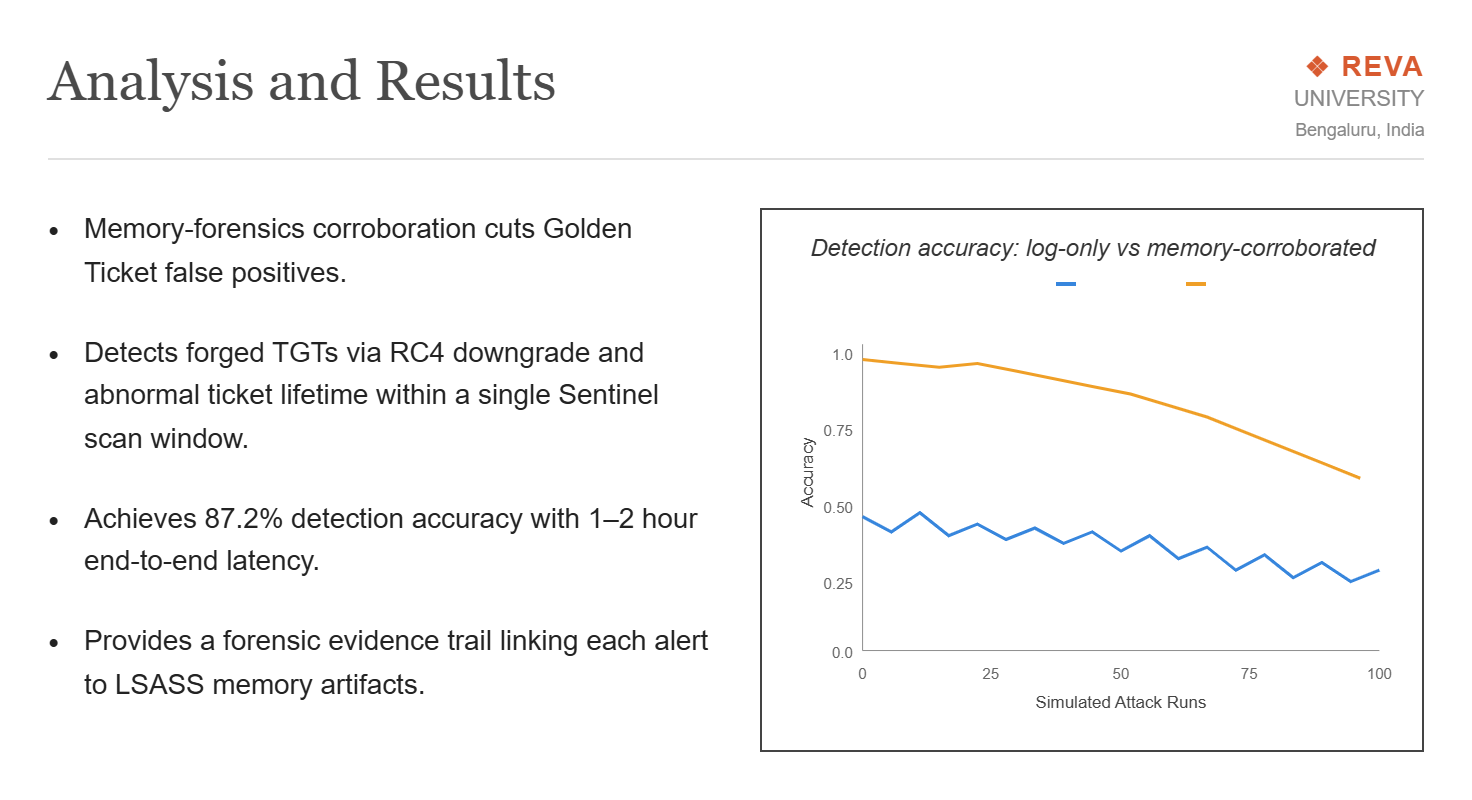 Analysis and Results
REVA
UNIVERSITY
Bengaluru, India
• Memory-forensics corroboration cuts Golden
Ticket false positives.
• Detects forged TGTs via RC4 downgrade and
abnormal ticket lifetime within a single Sentinel
scan window.
• Achieves 87.2% detection accuracy with 1–2 hour
end-to-end latency.
• Provides a forensic evidence trail linking each alert
to LSASS memory artifacts.
Detection accuracy: log-only vs memory-corroborated
Accuracy
1.0
0.75
0.50
0.25
0.0
0 25 50 75 100
Simulated Attack Runs